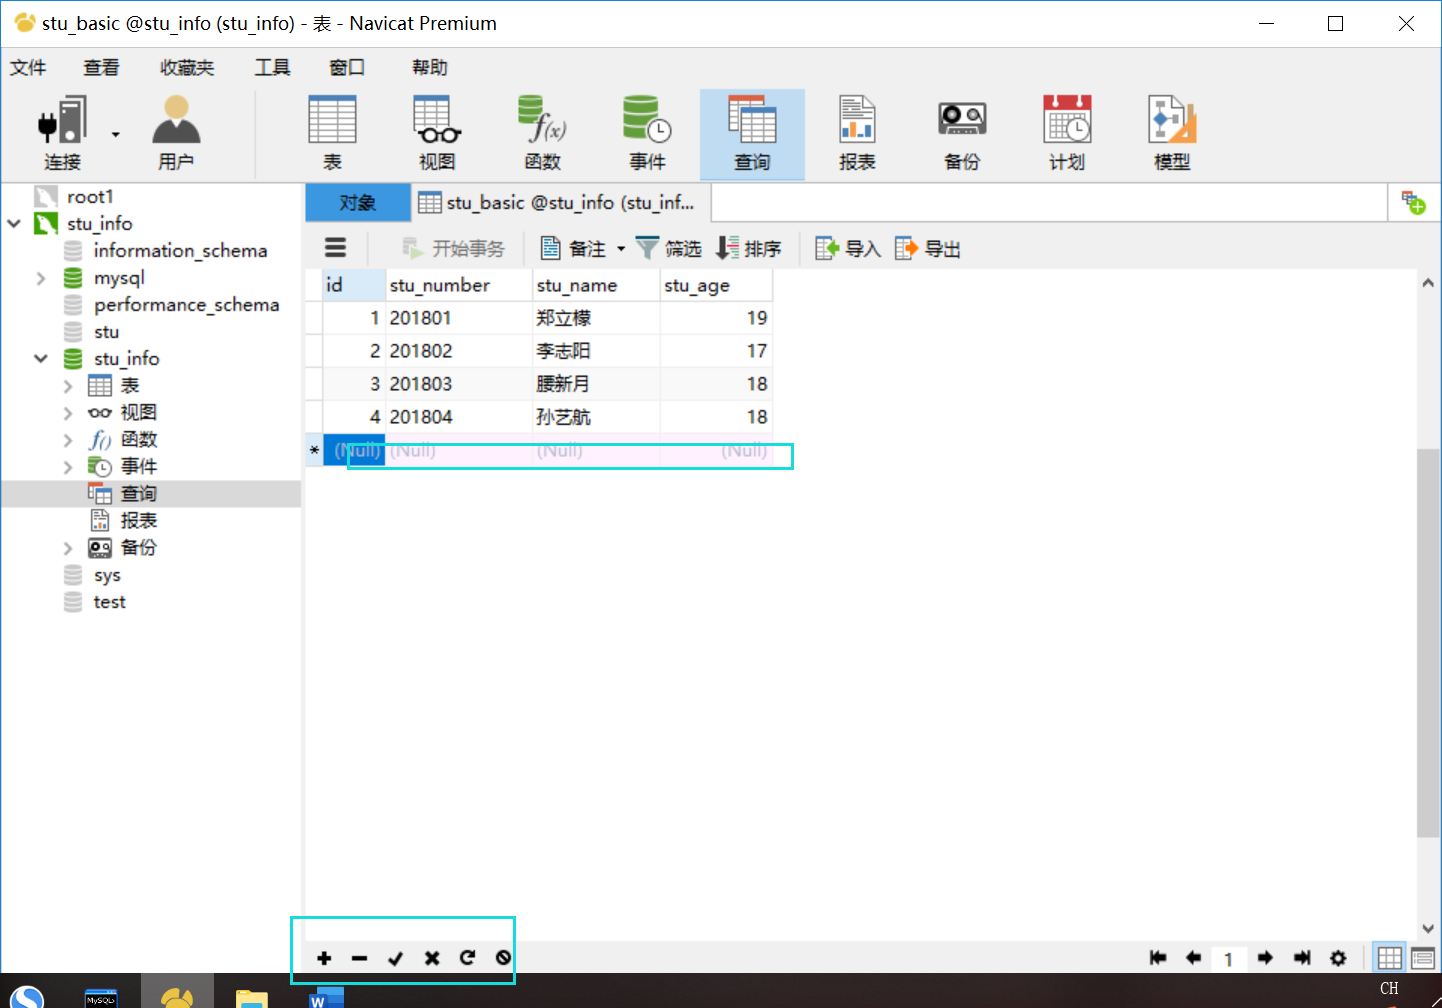 stu_basic @stu_info (stu_info) - 表 - Navicat Premium
文件 查看 收藏夹 工具 窗口 帮助
连接 用户 表 视图 函数 事件 查询 报表 备份 计划 模型
f(x)
root1
stu_info
information_schema
mysql
performance_schema
stu
stu_info
表
视图
f() 函数
事件
查询
报表
备份
sys
test
对象 stu_basic @stu_info (stu_inf...
开始事务 备注 筛选 排序 导入 导出
id stu_number stu_name stu_age
1 201801 郑立檬 19
2 201802 李志阳 17
3 201803 腰新月 18
4 201804 孙艺航 18
* (Null) (Null) (Null) (Null)
1
MySQL
W
CH